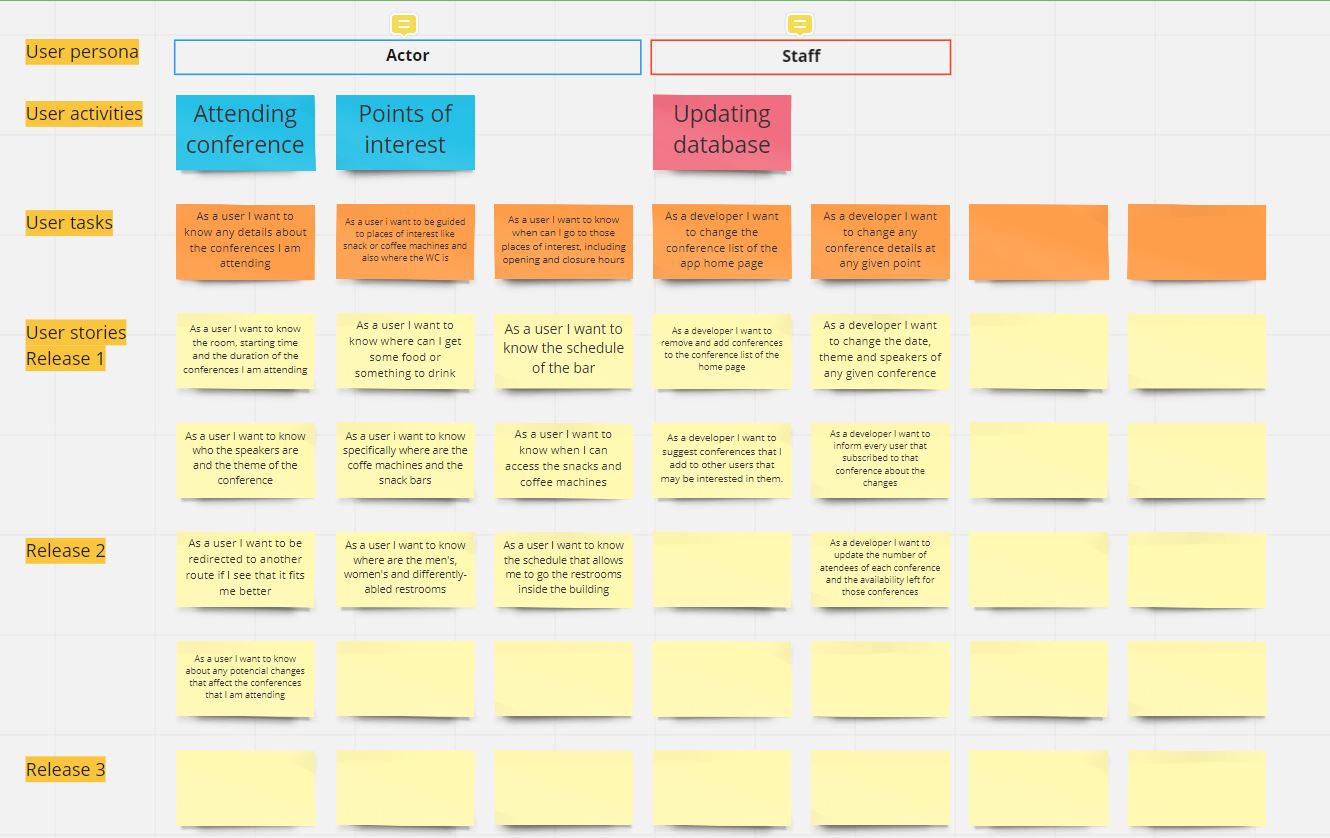 User persona
Actor
Staff
User activities
Attending
conference
Points of
interest
Updating
database
User tasks
As a user I want to
know any details about
the conferences I am
attending
As a user i want to be guided
to places of interest like
snack or coffee machines and
also where the WC is
As a user I want to know
when can I go to those
places of interest, including
opening and closure hours
As a developer I want
to change the
conference list of the
app home page
As a developer I want
to change any
conference details at
any given point
User stories
Release 1
As a user I want to know
the room, starting time
and the duration of the
conferences I am attending
As a user I want to
know where can I get
some food or
something to drink
As a user I want to
know the schedule
of the bar
As a developer I want to
remove and add conferences
to the conference list of the
home page
As a developer I want
to change the date,
theme and speakers of
any given conference
As a user I want to know
who the speakers are
and the theme of the
conference
As a user i want to know
specifically where are the
coffe machines and the
snack bars
As a user I want to
know when I can
access the snacks and
coffee machines
As a developer I want to
suggest conferences that I
add to other users that
may be interested in them.
As a developer I want to
inform every user that
subscribed to that
conference about the
changes
Release 2
As a user I want to be
redirected to another
route if I see that it fits
me better
As a user I want to know
where are the men's,
women's and differently-
abled restrooms
As a user I want to know
the schedule that allows
me to go the restrooms
inside the building
As a developer I want to
update the number of
atendees of each conference
and the availability left for
those conferences
As a user I want to know
about any potencial changes
that affect the conferences
that I am attending
Release 3